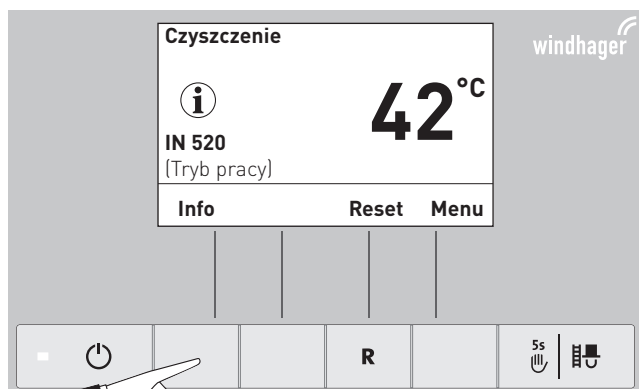 Czyszczenie
windhager
42°C
IN 520
(Tryb pracy)
Info Reset Menu
R
5s